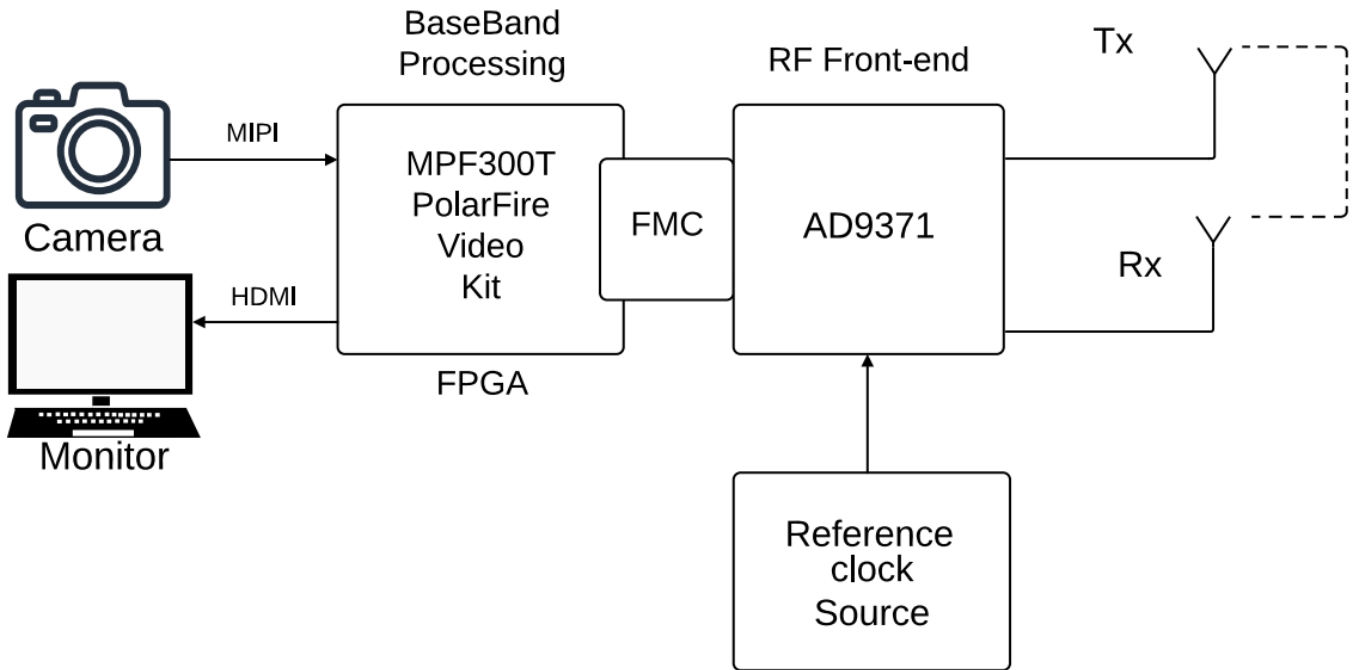 BaseBand
Processing
RF Front-end
Tx
MIPI
Camera
MPF300T
PolarFire
Video
Kit
FMC
AD9371
Rx
HDMI
FPGA
Monitor
Reference
clock
Source